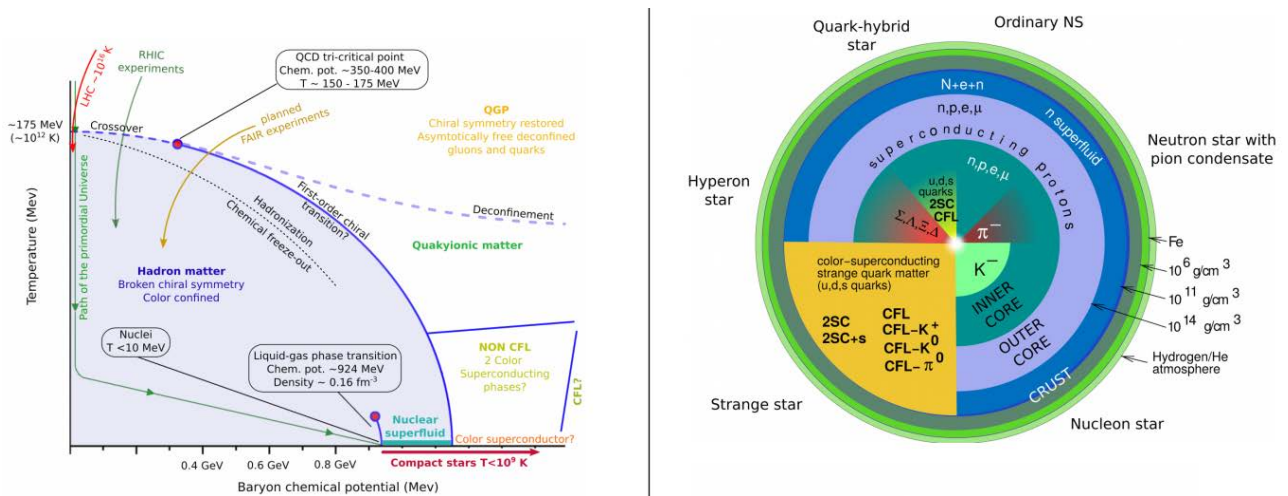 RHIC
experiments
LHC ~10¹⁶ K
QCD tri-critical point
Chem. pot. ~350-400 MeV
T ~ 150 - 175 MeV
planned
FAIR experiments
QGP
Chiral symmetry restored
Asymtotically free deconfined
gluons and quarks
~175 MeV
(~10¹² K)
Crossover
Temperature (Mev)
Path of the primordial Universe
Hadronization
Chemical freeze-out
First-order chiral
transition?
Deconfinement
Quakyionic matter
Hadron matter
Broken chiral symmetry
Color confined
Nuclei
T <10 MeV
Liquid-gas phase transition
Chem. pot. ~924 MeV
Density ~ 0.16 fm⁻³
NON CFL
2 Color
Superconducting
phases?
CFL?
Nuclear
superfluid
Color superconductor?
Compact stars T<10⁹ K
0.4 GeV
0.6 GeV
0.8 GeV
Baryon chemical potential (Mev)
Quark-hybrid
star
Ordinary NS
N+e+n
n,p,e,μ
n superfluid
superconducting protons
n,p,e,μ
Neutron star with
pion condensate
Hyperon
star
u,d,s
quarks
2SC
CFL
Σ,Λ,Ξ,Δ
π⁻
K⁻
color-superconducting
strange quark matter
(u,d,s quarks)
2SC
2SC+s
CFL
CFL-K⁺
CFL-K⁰
CFL-π⁰
INNER
CORE
OUTER
CORE
CRUST
Fe
10⁶ g/cm³
10¹¹ g/cm³
10¹⁴ g/cm³
Hydrogen/He
atmosphere
Strange star
Nucleon star